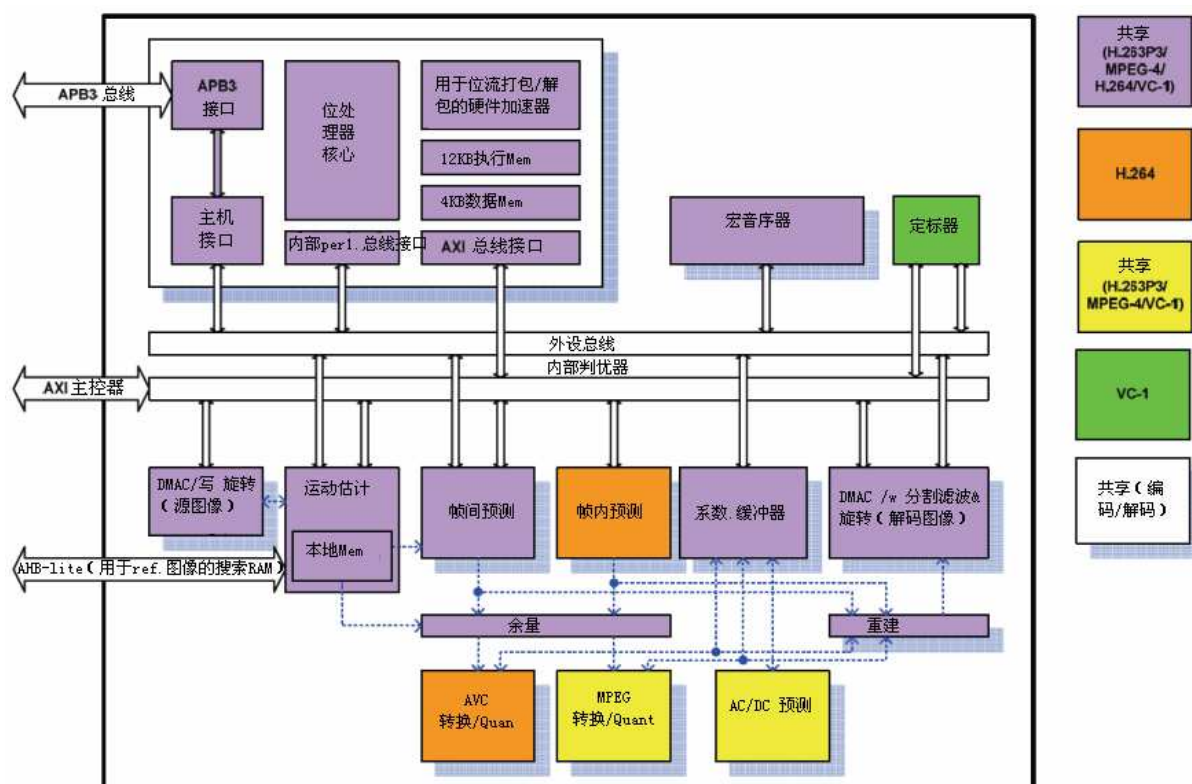 APB3 总线
APB3
接口
位处
理器
核心
用于位流打包/解
包的硬件加速器
12KB执行Mem
4KB数据Mem
主机
接口
内部per1.总线接口
AXI 总线接口
宏音序器
定标器
外设总线
内部判优器
AXI 主控器
DMAC/写 旋转
(源图像)
运动估计
本地Mem
帧间预测
帧内预测
系数.缓冲器
DMAC /w 分割滤波&
旋转(解码图像)
AHB-lite(用于ref.图像的搜索RAM)
余量
重建
AVC
转换/Quan
MPEG
转换/Quant
AC/DC 预测
共享
(H.263P3/
MPEG-4/
H.264/VC-1)
H.264
共享
(H.263P3/
MPEG-4/VC-1)
VC-1
共享(编
码/解码)